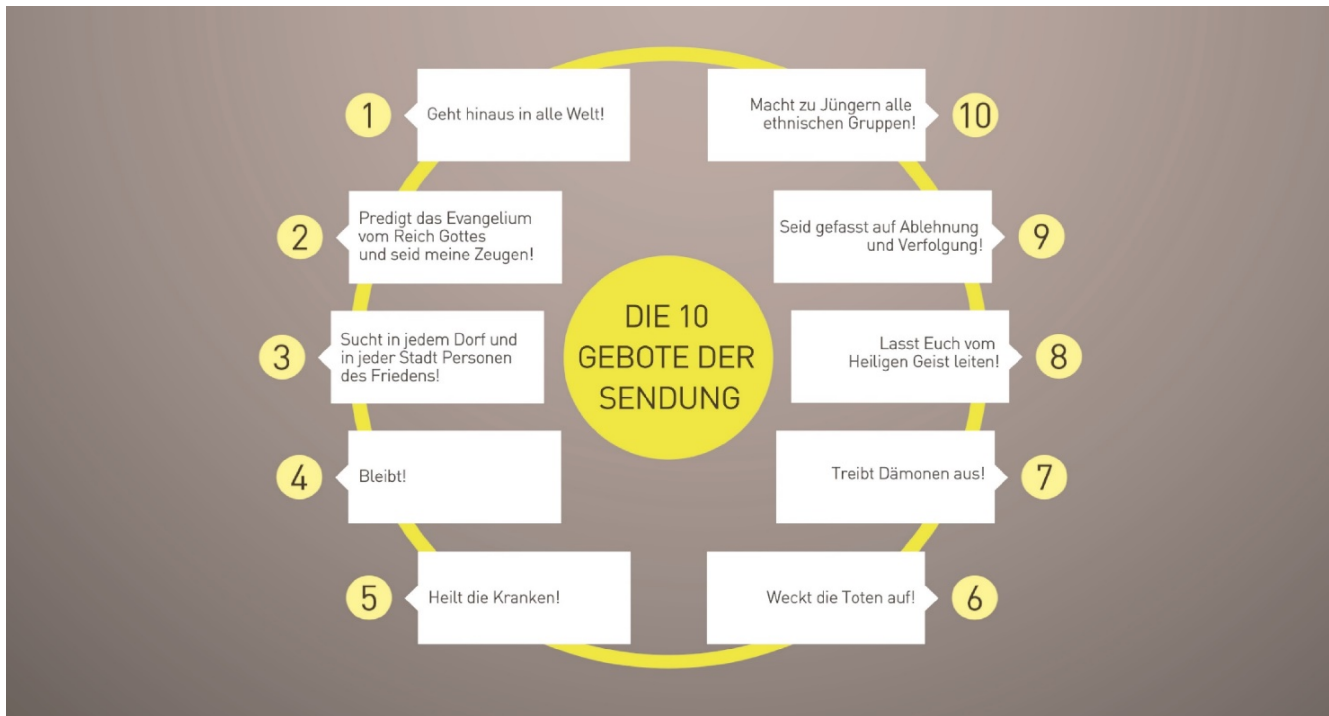 DIE 10
GEBOTE DER
SENDUNG
1
Geht hinaus in alle Welt!
2
Predigt das Evangelium
vom Reich Gottes
und seid meine Zeugen!
3
Sucht in jedem Dorf und
in jeder Stadt Personen
des Friedens!
4
Bleibt!
5
Heilt die Kranken!
6
Weckt die Toten auf!
7
Treibt Dämonen aus!
8
Lasst Euch vom
Heiligen Geist leiten!
9
Seid gefasst auf Ablehnung
und Verfolgung!
10
Macht zu Jüngern alle
ethnischen Gruppen!